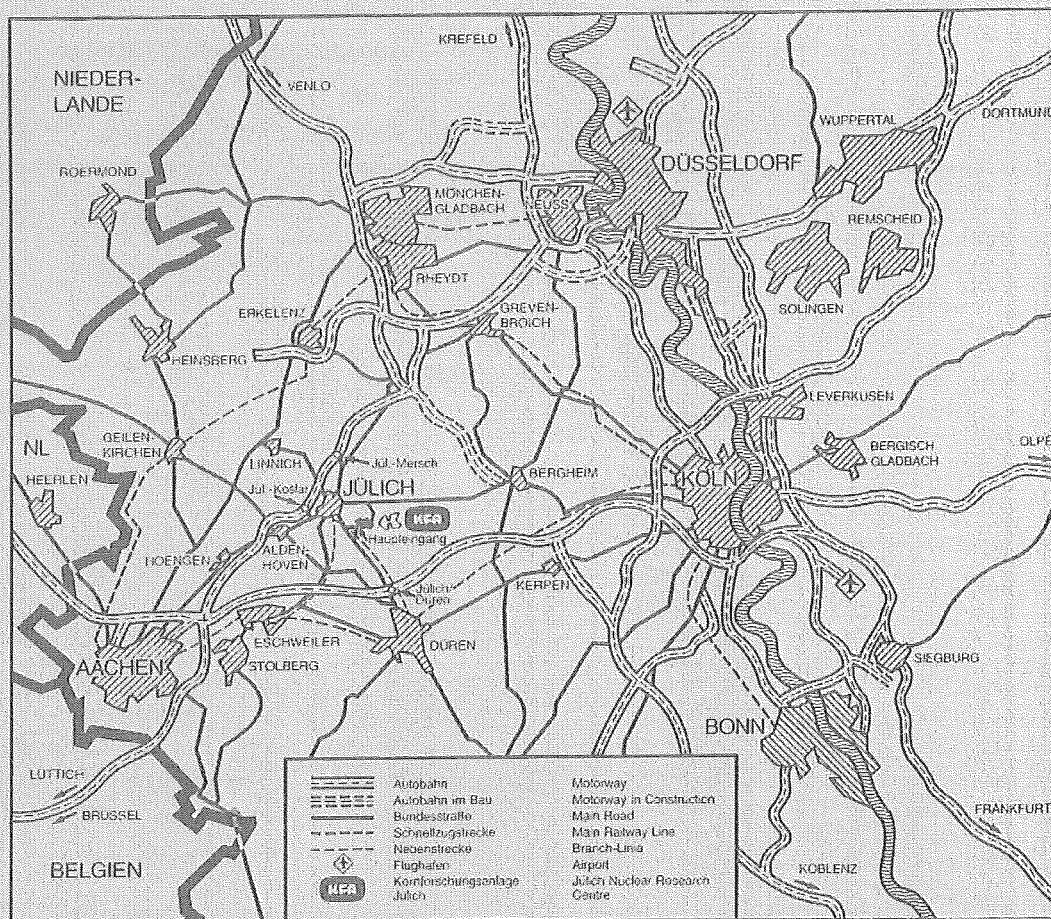 KREFELD
NIEDER-
LANDE
VENLO
DORTMUND
WUPPERTAL
DÜSSELDORF
ROERMOND
MÖNCHEN-
GLADBACH
NEUSS
REMSCHEID
RHEYDT
SOLINGEN
ERKELENZ
GREVEN-
BROICH
HEINSBERG
LEVERKUSEN
GEILEN-
KIRCHEN
NL
LINNICH
Jül.-Mersch
BERGHEIM
BERGISCH
GLADBACH
OLPE
HEERLEN
Jül.-Koslar
JÜLICH
KÖLN
KFA
Haupteingang
HOENGEN
ALDEN-
HOVEN
Jülich/
Düren
KERPEN
ESCHWEILER
DÜREN
AACHEN
STOLBERG
SIEGBURG
BONN
LÜTTICH
BRÜSSEL
BELGIEN
FRANKFURT
KOBLENZ
Autobahn Motorway
Autobahn im Bau Motorway in Construction
Bundesstraße Main Road
Schnellzugstrecke Main Railway Line
Nebenstrecke Branch-Line
Flughafen Airport
KFA Kernforschungsanlage Jülich Nuclear Research
Jülich Centre